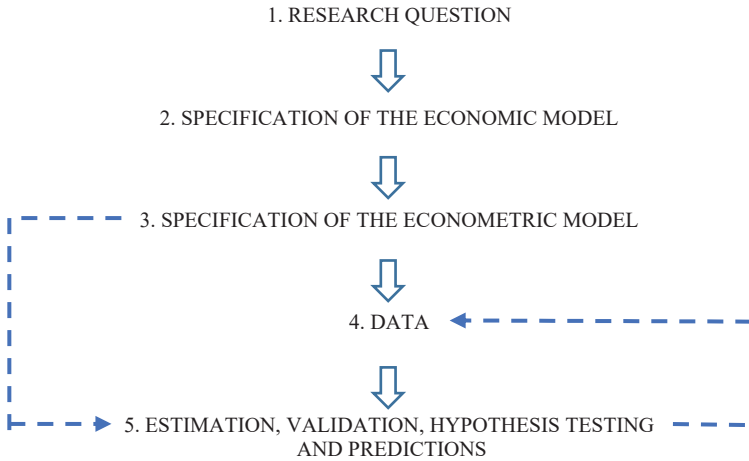 1. RESEARCH QUESTION
2. SPECIFICATION OF THE ECONOMIC MODEL
3. SPECIFICATION OF THE ECONOMETRIC MODEL
4. DATA
5. ESTIMATION, VALIDATION, HYPOTHESIS TESTING
AND PREDICTIONS